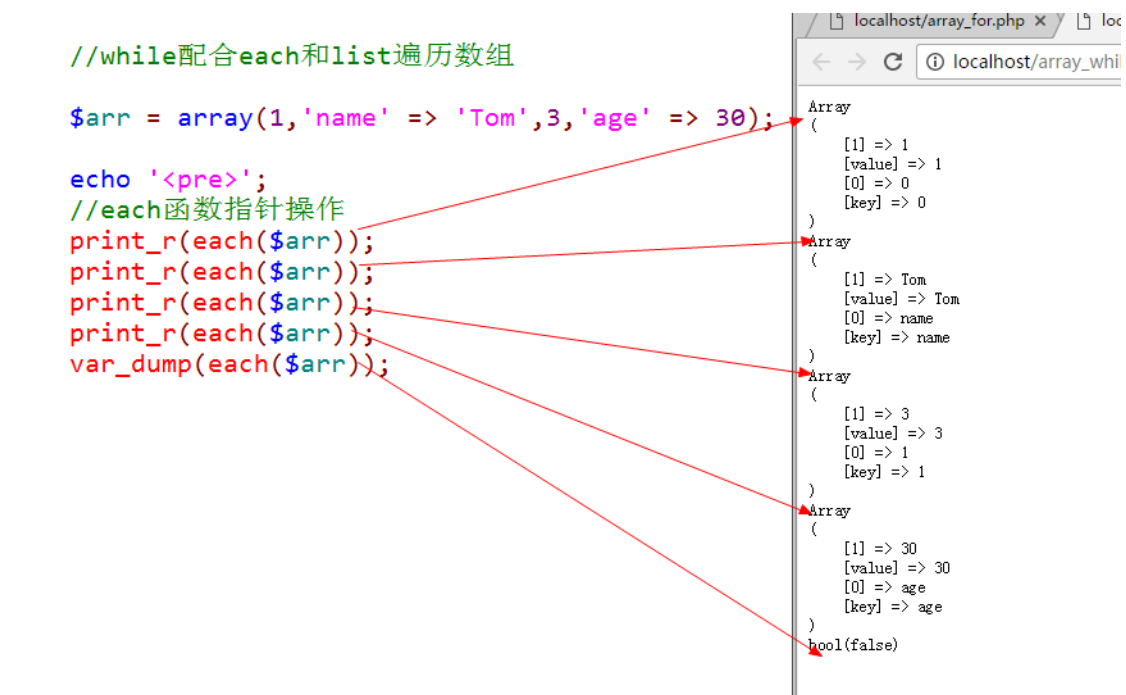 //while配合each和list遍历数组
$arr = array(1,'name' => 'Tom',3,'age' => 30);
echo '<pre>';
//each函数指针操作
print_r(each($arr));
print_r(each($arr));
print_r(each($arr));
print_r(each($arr));
var_dump(each($arr));
localhost/array_for.php × loc
localhost/array_whil
Array
(
[1] => 1
[value] => 1
[0] => 0
[key] => 0
)
Array
(
[1] => Tom
[value] => Tom
[0] => name
[key] => name
)
Array
(
[1] => 3
[value] => 3
[0] => 1
[key] => 1
)
Array
(
[1] => 30
[value] => 30
[0] => age
[key] => age
)
bool(false)